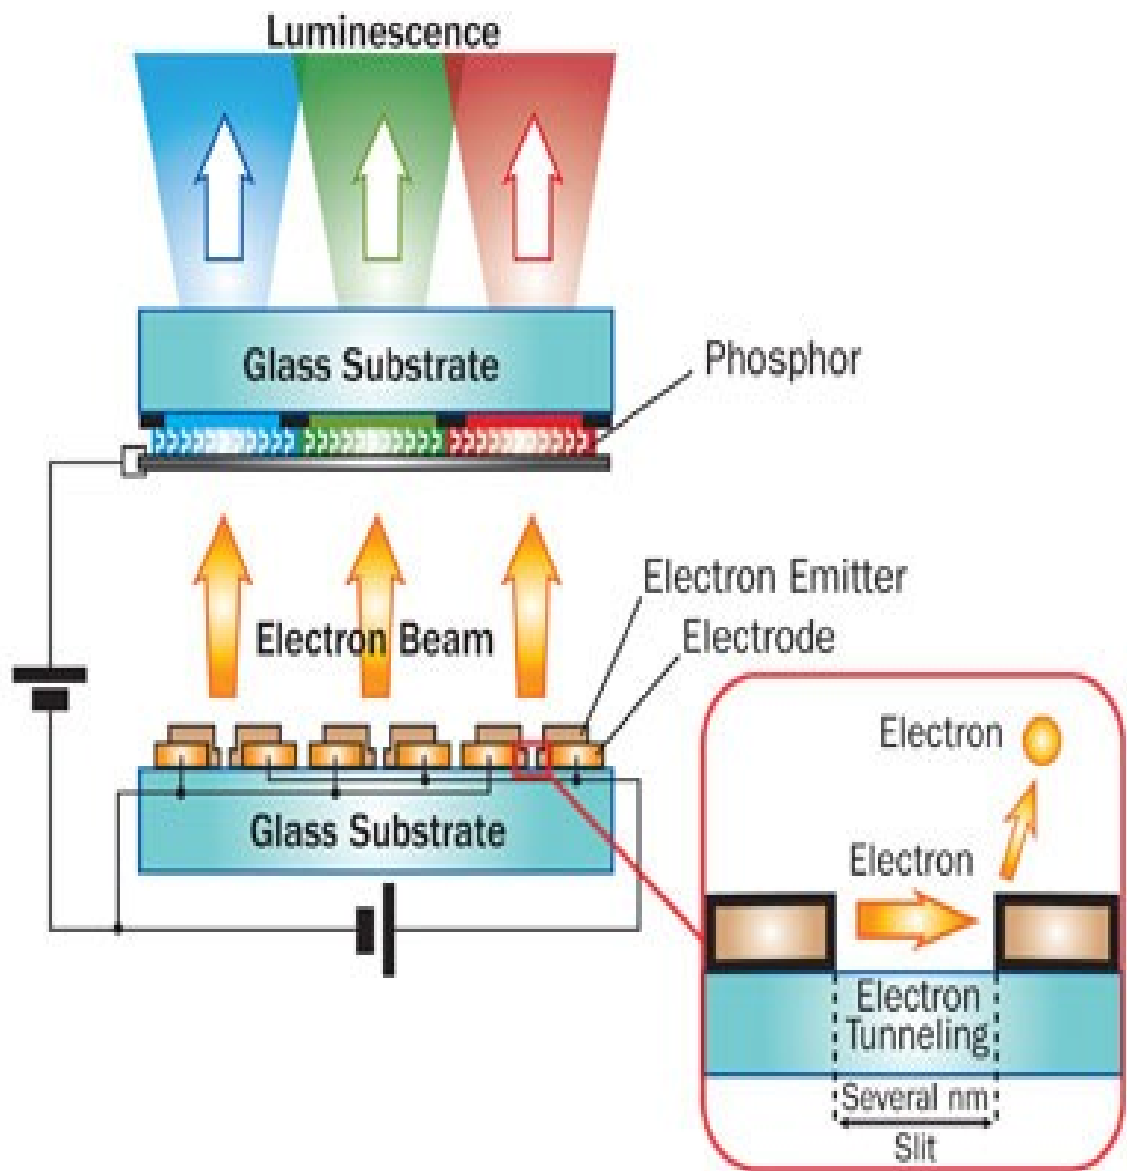 Luminescence
Glass Substrate
Phosphor
Electron Emitter
Electron Beam
Electrode
Glass Substrate
Electron
Electron
Electron
Tunneling
Several nm
Slit